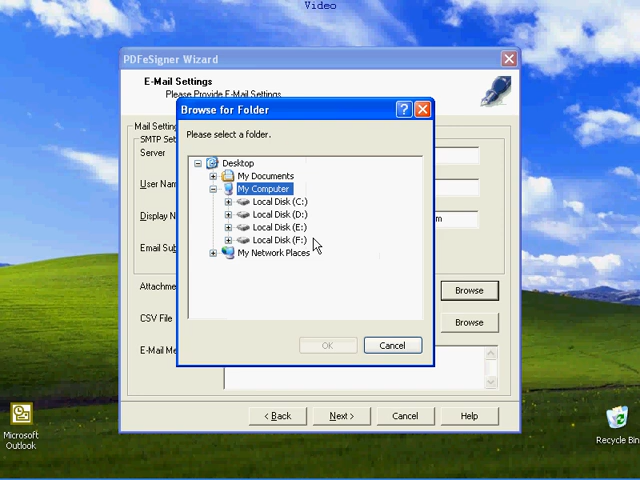 Video
PDFeSigner Wizard
E-Mail Settings
Please Provide E-Mail Settings
Browse for Folder
Please select a folder.
Desktop
My Documents
My Computer
Local Disk (C:)
Local Disk (D:)
Local Disk (E:)
Local Disk (F:)
My Network Places
OK
Cancel
Mail Setting
SMTP Set
Server
User Nam
Display N
m
Email Sub
Attachme
Browse
CSV File
Browse
E-Mail Me
< Back
Next >
Cancel
Help
Microsoft
Outlook
Recycle Bin